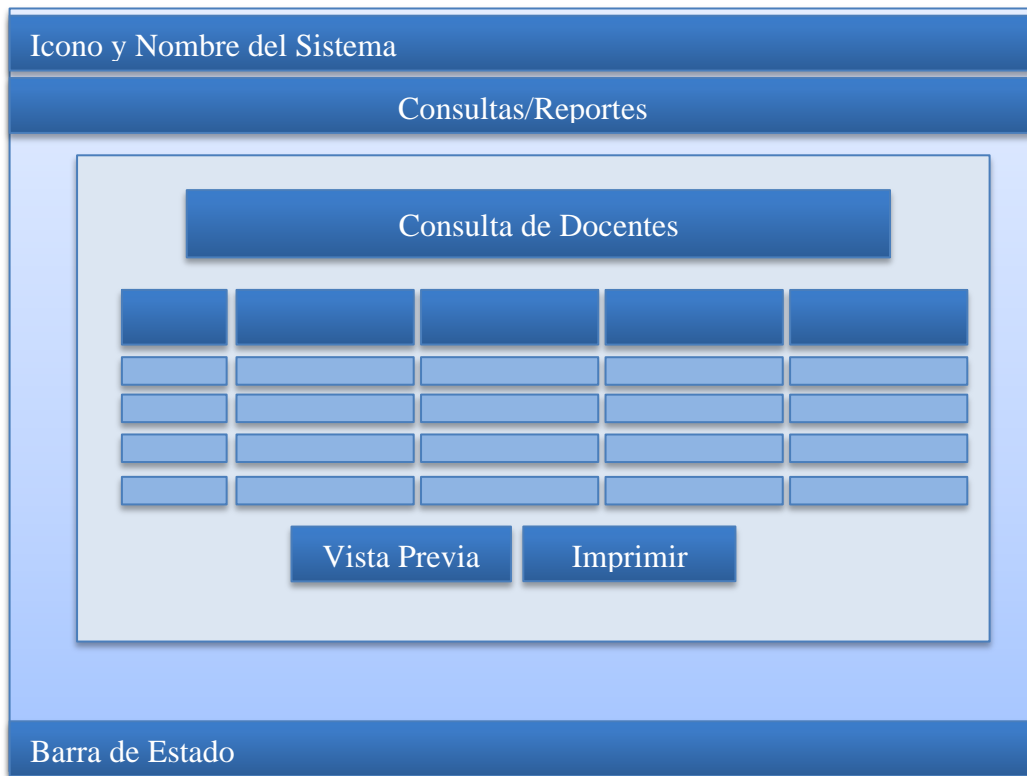 Icono y Nombre del Sistema
Consultas/Reportes
Consulta de Docentes
Vista Previa
Imprimir
Barra de Estado